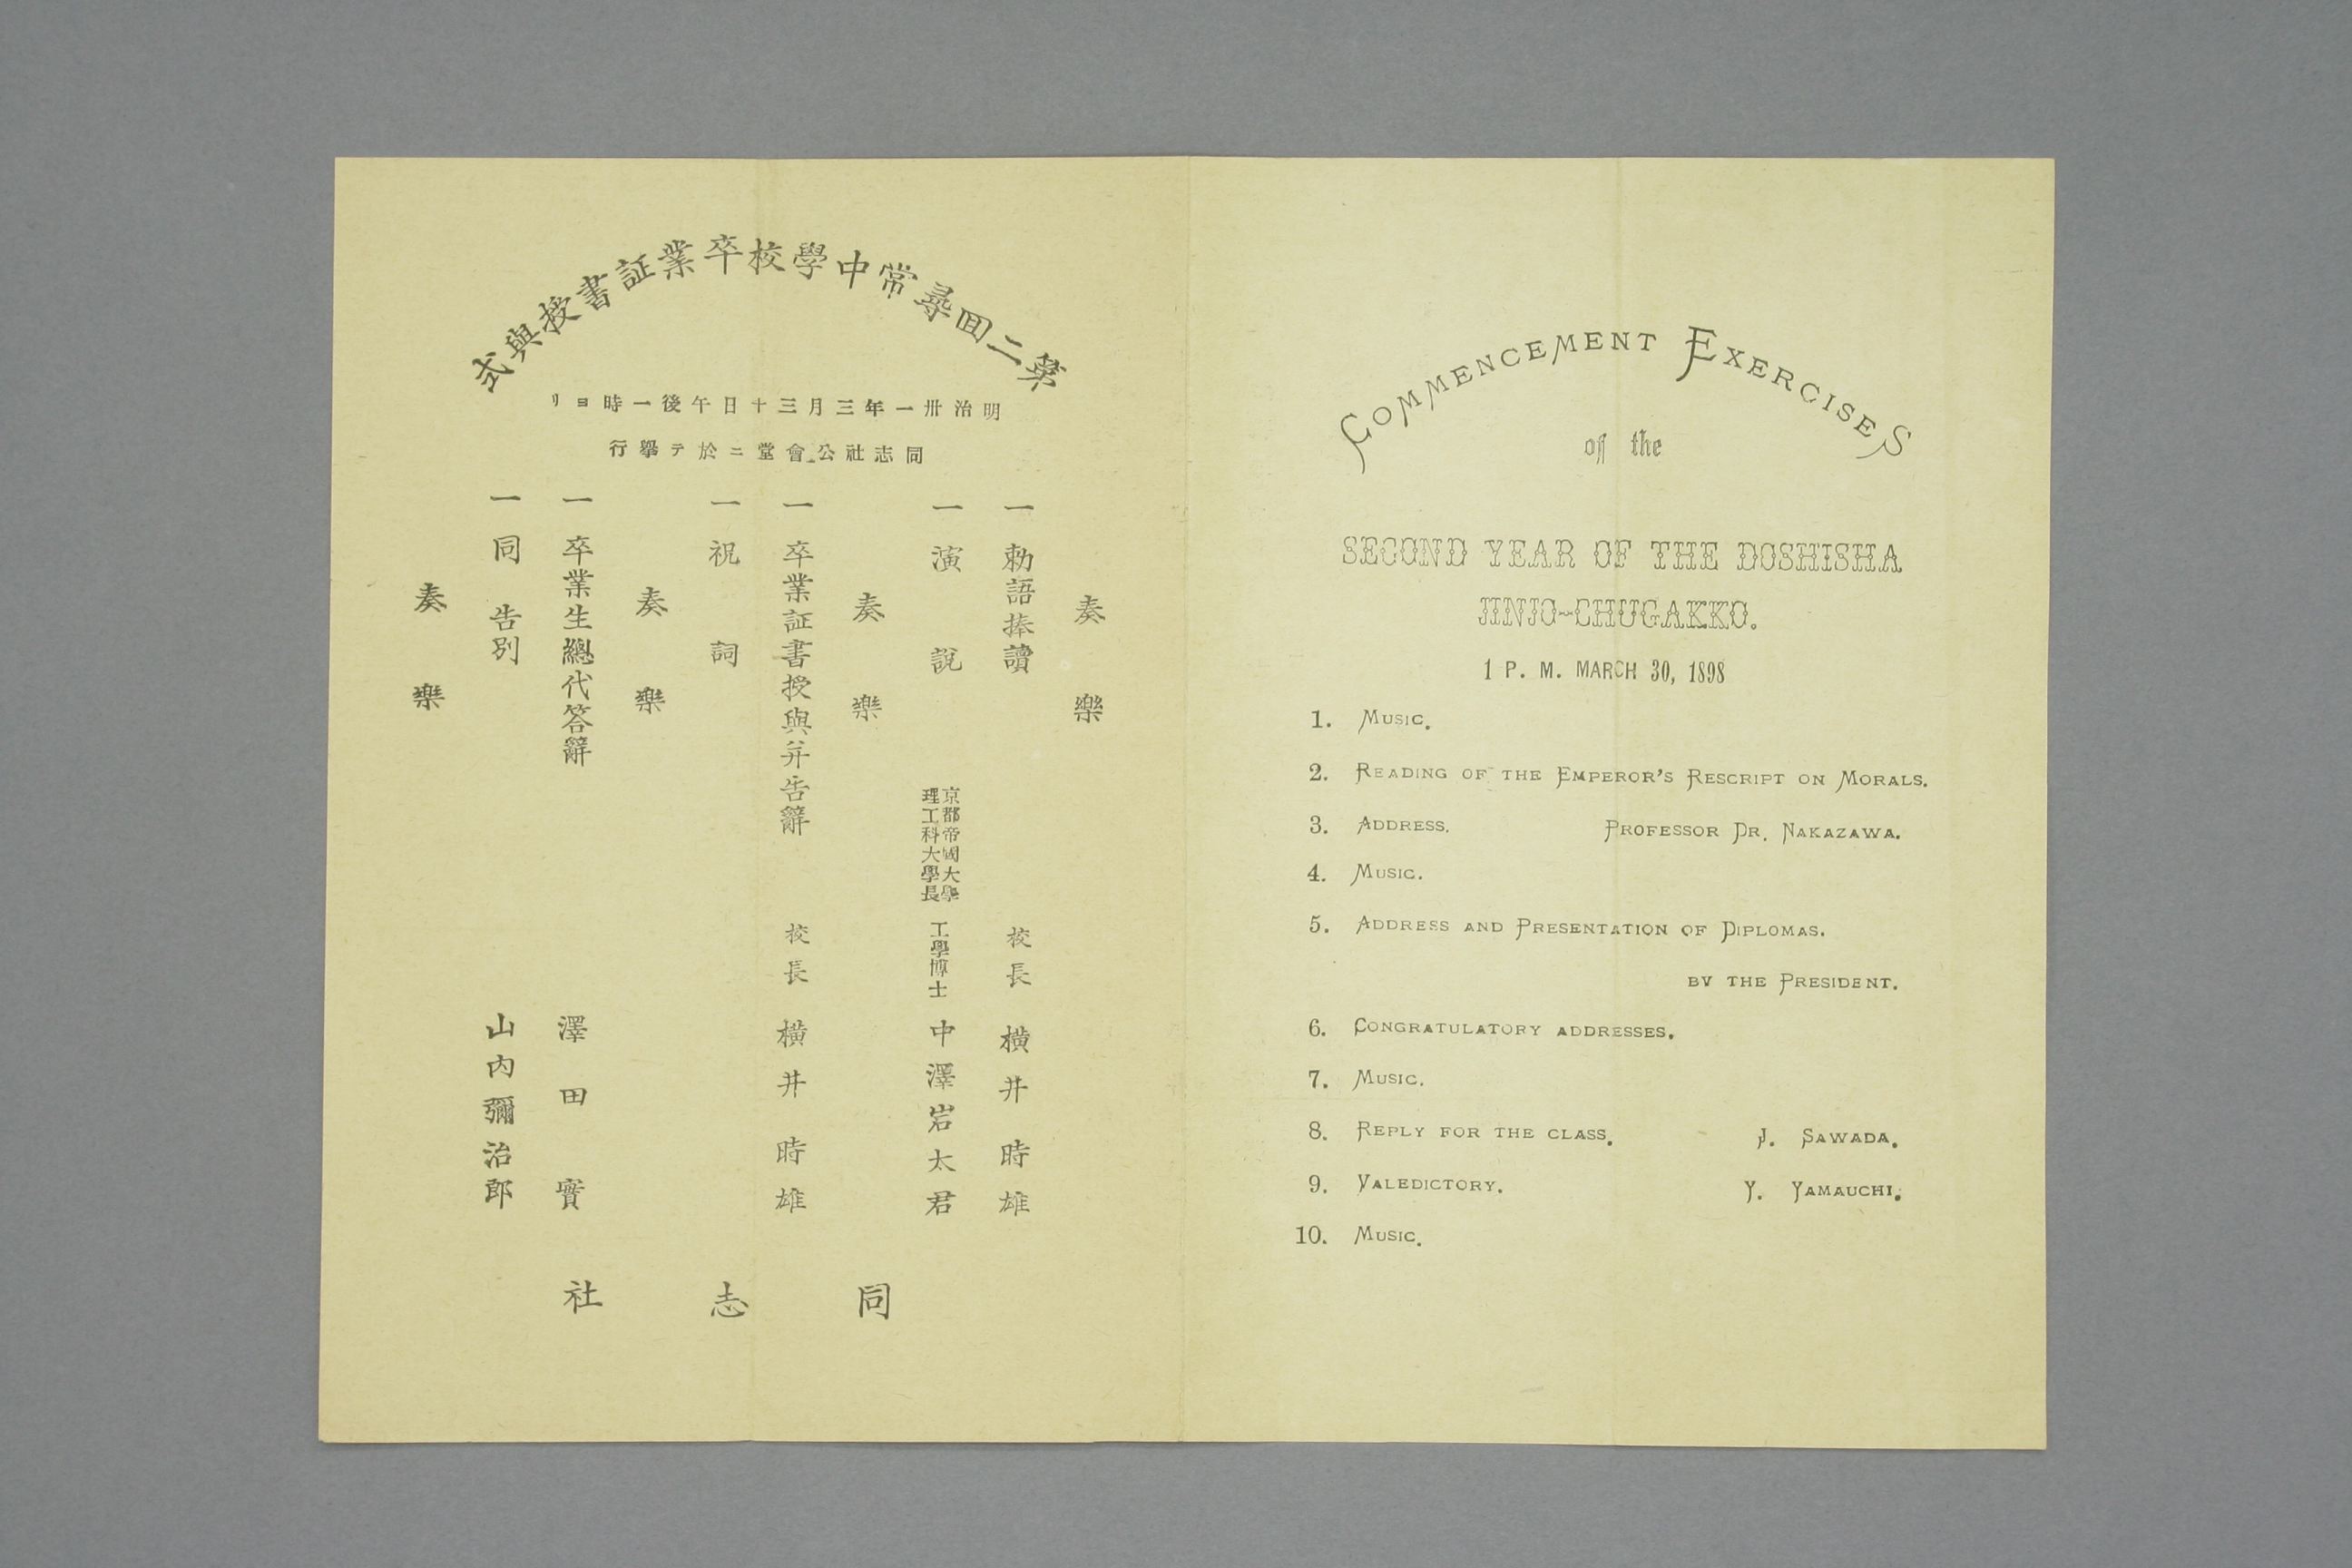 第二囘尋常中學校卒業証書授與式
明治卅一年三月三十日午後一時ヨリ
同志社公會堂ニ於テ擧行
奏樂
一 勅語捧讀 校長 横井時雄
一 演說 京都帝國大學理工科大學長 工學博士 中澤岩太君
奏樂
一 卒業証書授與并告辭 校長 横井時雄
一 祝詞
奏樂
一 卒業生總代答辭 澤田實
一 同告別 山内彌治郎
奏樂
同志社
COMMENCEMENT EXERCISES
of the
SECOND YEAR OF THE DOSHISHA
JINJO-CHUGAKKO.
1 P. M. MARCH 30, 1898
1. MUSIC.
2. READING OF THE EMPEROR'S RESCRIPT ON MORALS.
3. ADDRESS. PROFESSOR DR. NAKAZAWA.
4. MUSIC.
5. ADDRESS AND PRESENTATION OF DIPLOMAS.
BY THE PRESIDENT.
6. CONGRATULATORY ADDRESSES.
7. MUSIC.
8. REPLY FOR THE CLASS. J. SAWADA.
9. VALEDICTORY. Y. YAMAUCHI.
10. MUSIC.